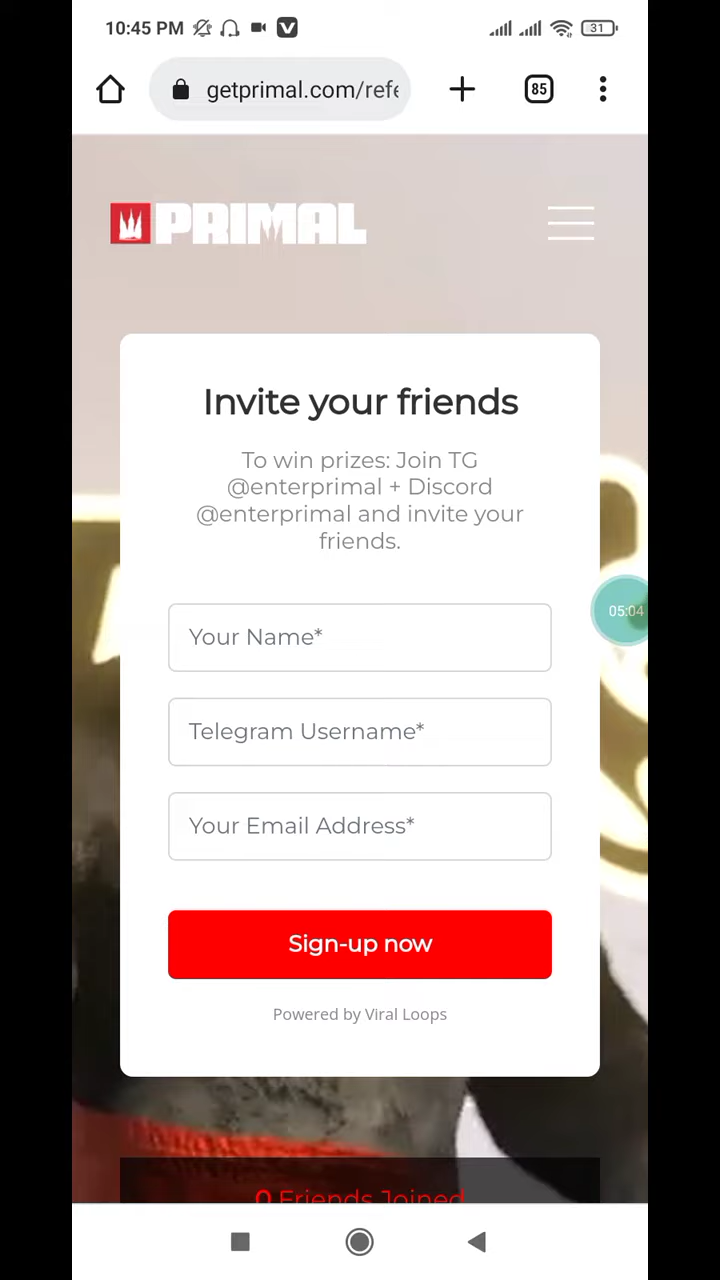 10:45 PM
31
getprimal.com/refe
85
PRIMAL
Invite your friends
To win prizes: Join TG
@enterprimal + Discord
@enterprimal and invite your
friends.
Your Name*
05:04
Telegram Username*
Your Email Address*
Sign-up now
Powered by Viral Loops
0 Friends Joined